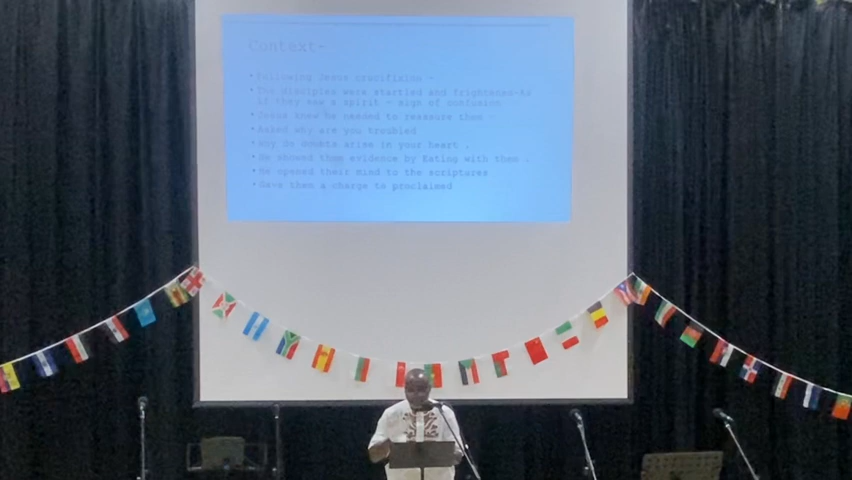 Context-
•Following Jesus crucifixion -
•The disciples were startled and frightened-As
if they saw a spirit - sign of confusion
•Jesus knew He needed to reassure them -
•Asked why are you troubled
•Why do doubts arise in your heart .
•He showed them evidence by Eating with them .
•He opened their mind to the scriptures
•Gave them a charge to proclaimed